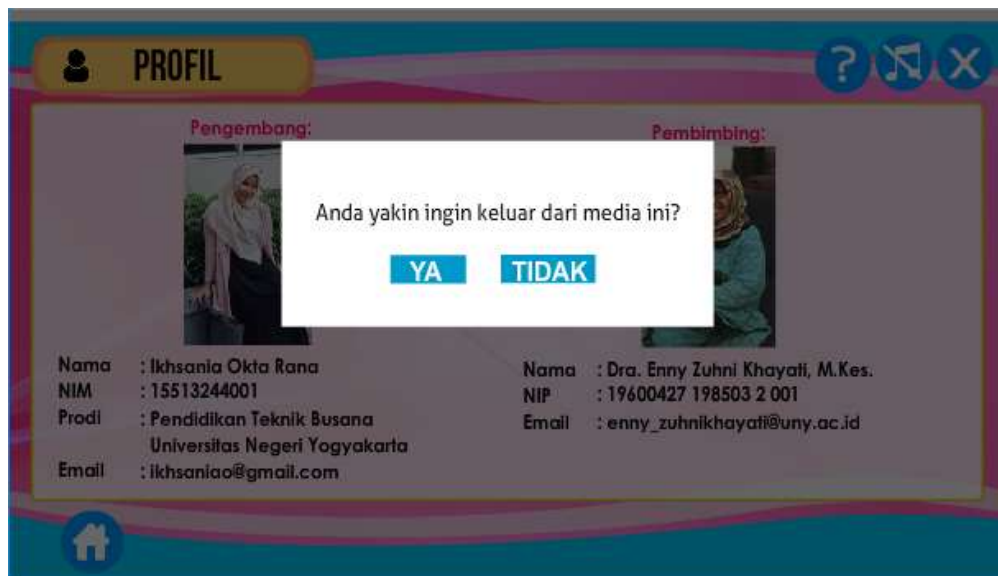 PROFIL
Pengembang:
Pembimbing:
Anda yakin ingin keluar dari media ini?
YA
TIDAK
Nama : Ikhsania Okta Rana
NIM : 15513244001
Prodi : Pendidikan Teknik Busana
Universitas Negeri Yogyakarta
Email : ikhsaniao@gmail.com
Nama : Dra. Enny Zuhni Khayati, M.Kes.
NIP : 19600427 198503 2 001
Email : enny_zuhnikhayati@uny.ac.id